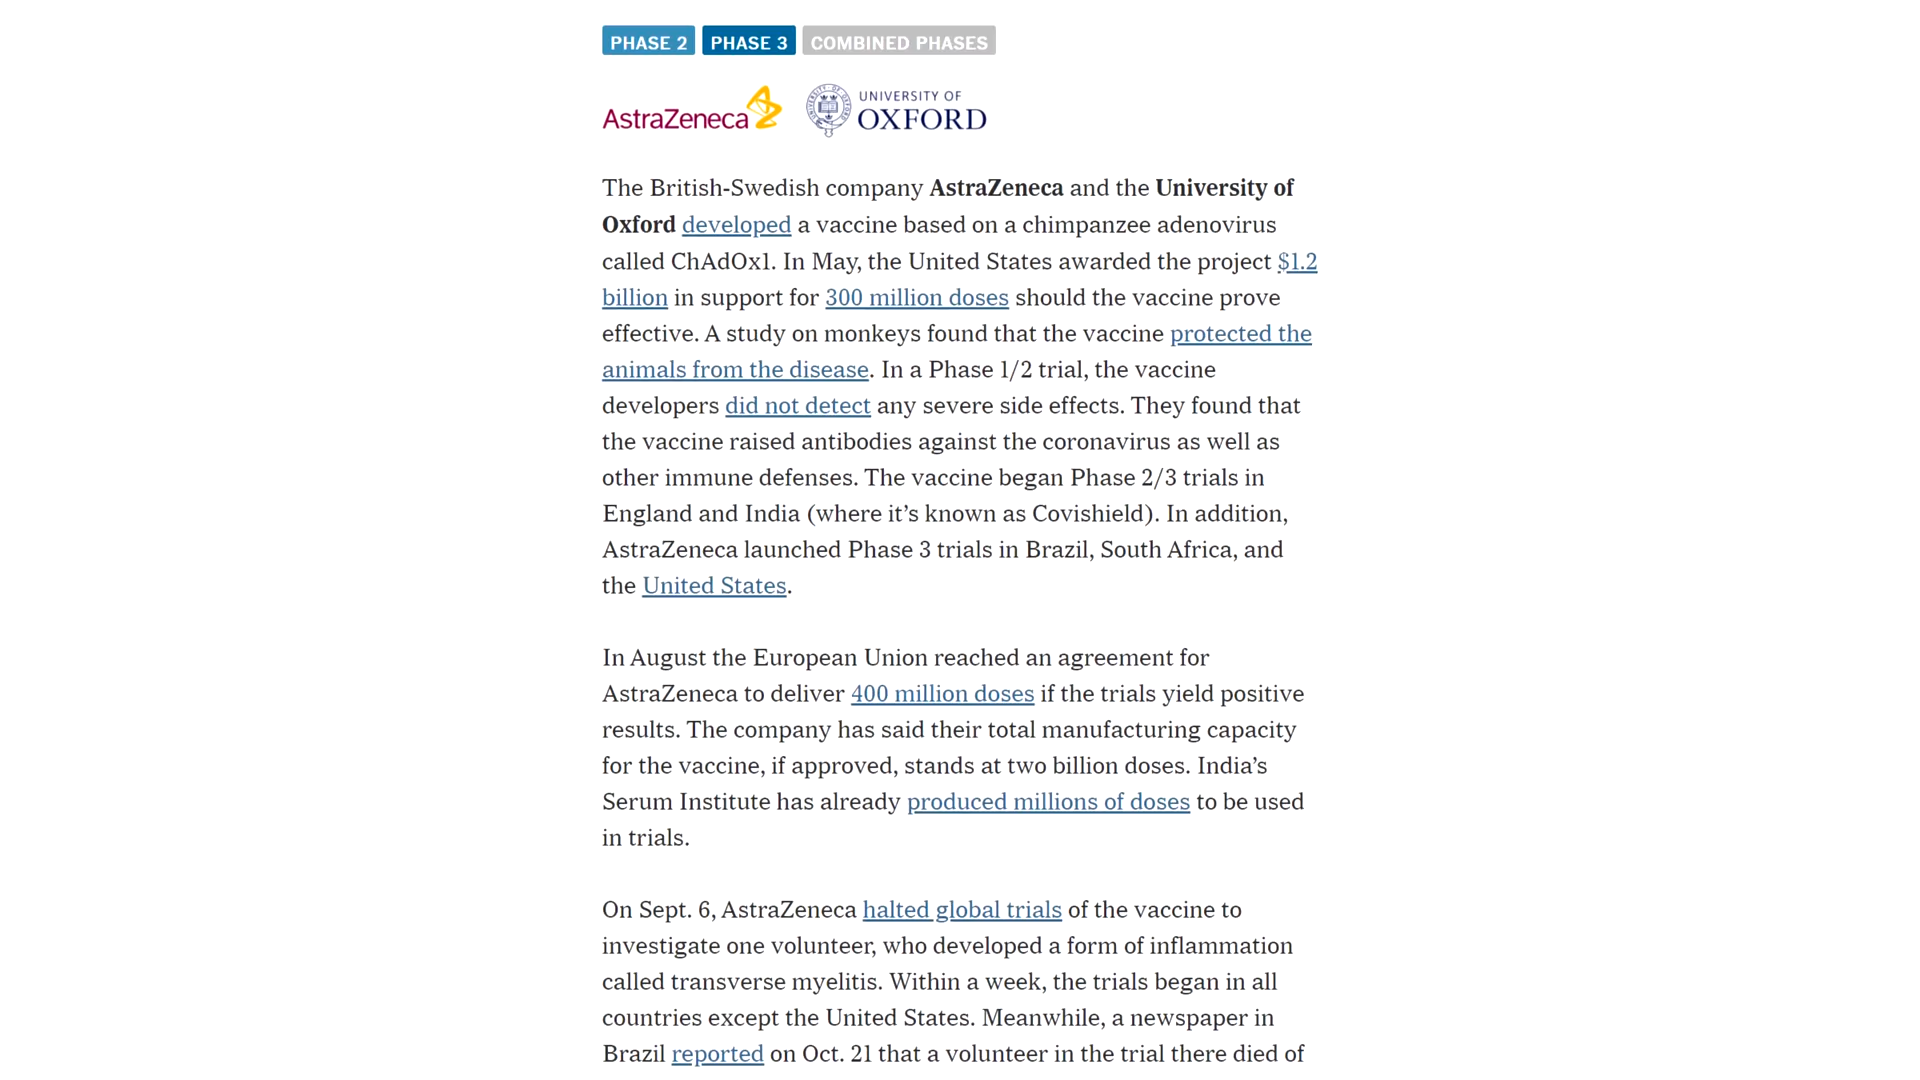 PHASE 2 PHASE 3 COMBINED PHASES
AstraZeneca UNIVERSITY OF OXFORD
The British-Swedish company AstraZeneca and the University of
Oxford developed a vaccine based on a chimpanzee adenovirus
called ChAdOx1. In May, the United States awarded the project $1.2
billion in support for 300 million doses should the vaccine prove
effective. A study on monkeys found that the vaccine protected the
animals from the disease. In a Phase 1/2 trial, the vaccine
developers did not detect any severe side effects. They found that
the vaccine raised antibodies against the coronavirus as well as
other immune defenses. The vaccine began Phase 2/3 trials in
England and India (where it’s known as Covishield). In addition,
AstraZeneca launched Phase 3 trials in Brazil, South Africa, and
the United States.
In August the European Union reached an agreement for
AstraZeneca to deliver 400 million doses if the trials yield positive
results. The company has said their total manufacturing capacity
for the vaccine, if approved, stands at two billion doses. India’s
Serum Institute has already produced millions of doses to be used
in trials.
On Sept. 6, AstraZeneca halted global trials of the vaccine to
investigate one volunteer, who developed a form of inflammation
called transverse myelitis. Within a week, the trials began in all
countries except the United States. Meanwhile, a newspaper in
Brazil reported on Oct. 21 that a volunteer in the trial there died of